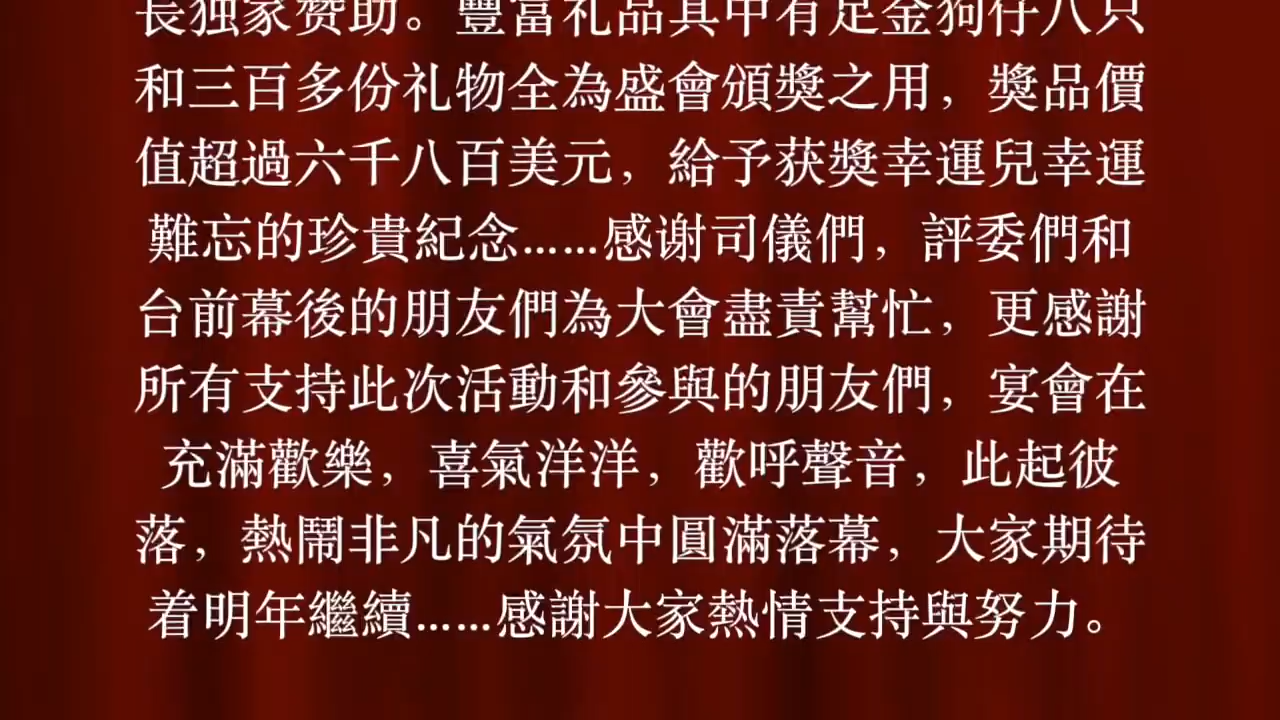 長独家赞助。豐富礼品其中有足金狗仔八只
和三百多份礼物全為盛會頒獎之用，獎品價
值超過六千八百美元，給予获獎幸運兒幸運
難忘的珍貴紀念……感谢司儀們，評委們和
台前幕後的朋友們為大會盡責幫忙，更感謝
所有支持此次活動和參與的朋友們，宴會在
充滿歡樂，喜氣洋洋，歡呼聲音，此起彼
落，熱鬧非凡的氣氛中圓滿落幕，大家期待
着明年繼續……感謝大家熱情支持與努力。